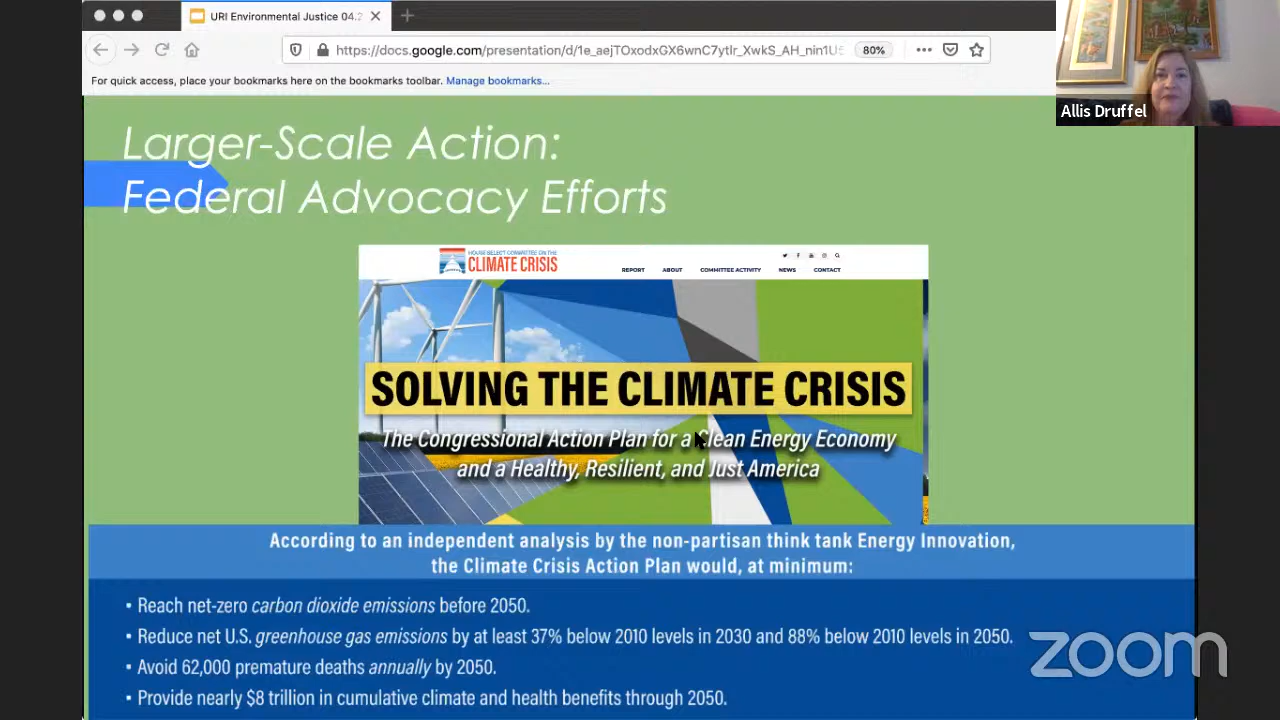 URI Environmental Justice 04.2
https://docs.google.com/presentation/d/1e_aejTOxodxGX6wnC7ytIr_XwkS_AH_nin1U5
80%
For quick access, place your bookmarks here on the bookmarks toolbar. Manage bookmarks...
Allis Druffel
Larger-Scale Action:
Federal Advocacy Efforts
HOUSE SELECT COMMITTEE ON THE
CLIMATE CRISIS
REPORT ABOUT COMMITTEE ACTIVITY NEWS CONTACT
SOLVING THE CLIMATE CRISIS
The Congressional Action Plan for a Clean Energy Economy
and a Healthy, Resilient, and Just America
According to an independent analysis by the non-partisan think tank Energy Innovation,
the Climate Crisis Action Plan would, at minimum:
• Reach net-zero carbon dioxide emissions before 2050.
• Reduce net U.S. greenhouse gas emissions by at least 37% below 2010 levels in 2030 and 88% below 2010 levels in 2050.
• Avoid 62,000 premature deaths annually by 2050.
• Provide nearly $8 trillion in cumulative climate and health benefits through 2050.
zoom